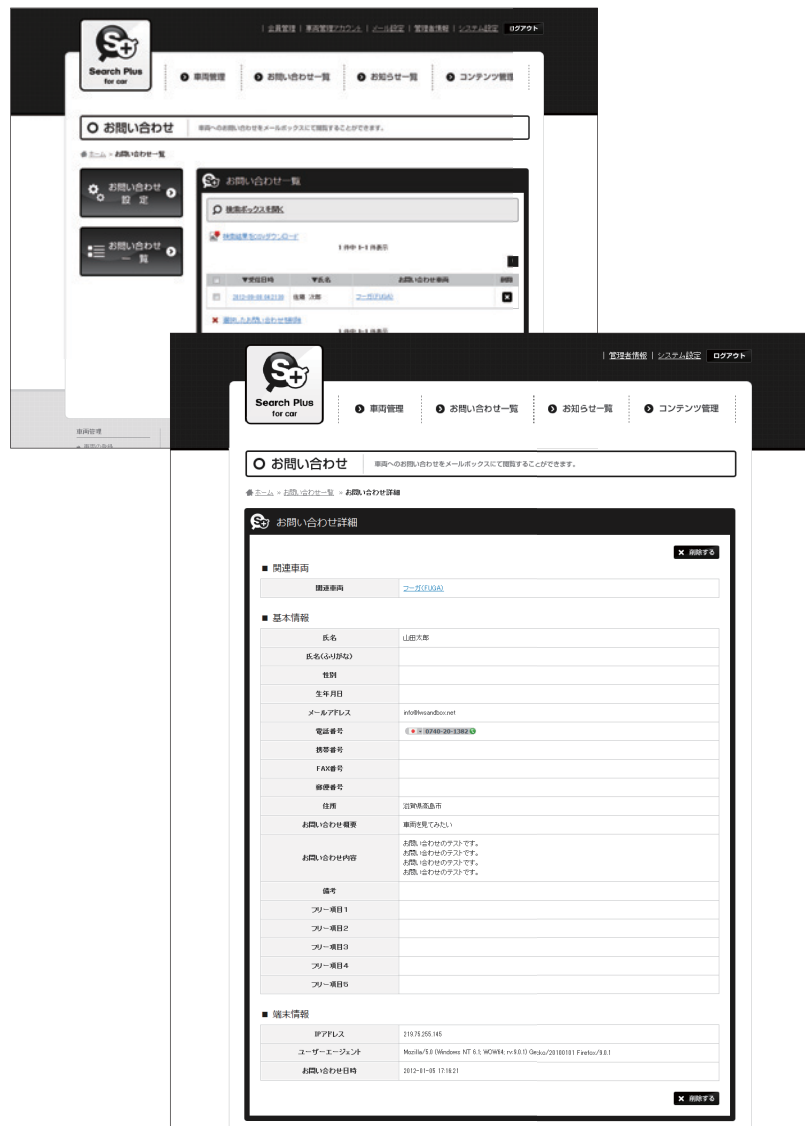 | 会員管理 | 車両管理アカウント | メール設定 | 管理者情報 | システム設定 ログアウト
Search Plus
for car
車両管理 お問い合わせ一覧 お知らせ一覧 コンテンツ管理
お問い合わせ 車両へのお問い合わせをメールボックスにて閲覧することができます。
ホーム » お問い合わせ一覧
お問い合わせ
設 定
お問い合わせ
一 覧
お問い合わせ一覧
検索ボックスを開く
検索結果をCSVダウンロード
1 件中 1-1 件表示
1
▼受信日時 ▼氏名 お問い合わせ車両 削除
次郎 フーガ(FUGA)
選択したお問い合わせを削除
1 件中 1-1 件表示
車両管理
| 管理者情報 | システム設定 ログアウト
Search Plus
for car
車両管理 お問い合わせ一覧 お知らせ一覧 コンテンツ管理
お問い合わせ 車両へのお問い合わせをメールボックスにて閲覧することができます。
ホーム » お問い合わせ一覧 » お問い合わせ詳細
お問い合わせ詳細
× 削除する
■ 関連車両
関連車両 フーガ(FUGA)
■ 基本情報
氏名 山田太郎
氏名(ふりがな)
性別
生年月日
メールアドレス info@lwsandbox.net
電話番号 0740-20-1382
携帯番号
FAX番号
郵便番号
住所 滋賀県高島市
お問い合わせ概要 車両を見てみたい
お問い合わせ内容 お問い合わせのテストです。
お問い合わせのテストです。
お問い合わせのテストです。
お問い合わせのテストです。
備考
フリー項目1
フリー項目2
フリー項目3
フリー項目4
フリー項目5
■ 端末情報
IPアドレス 219.75.255.145
ユーザーエージェント Mozilla/5.0 (Windows NT 6.1; WOW64; rv:9.0.1) Gecko/20100101 Firefox/9.0.1
お問い合わせ日時 2012-01-05 17:18:21
× 削除する